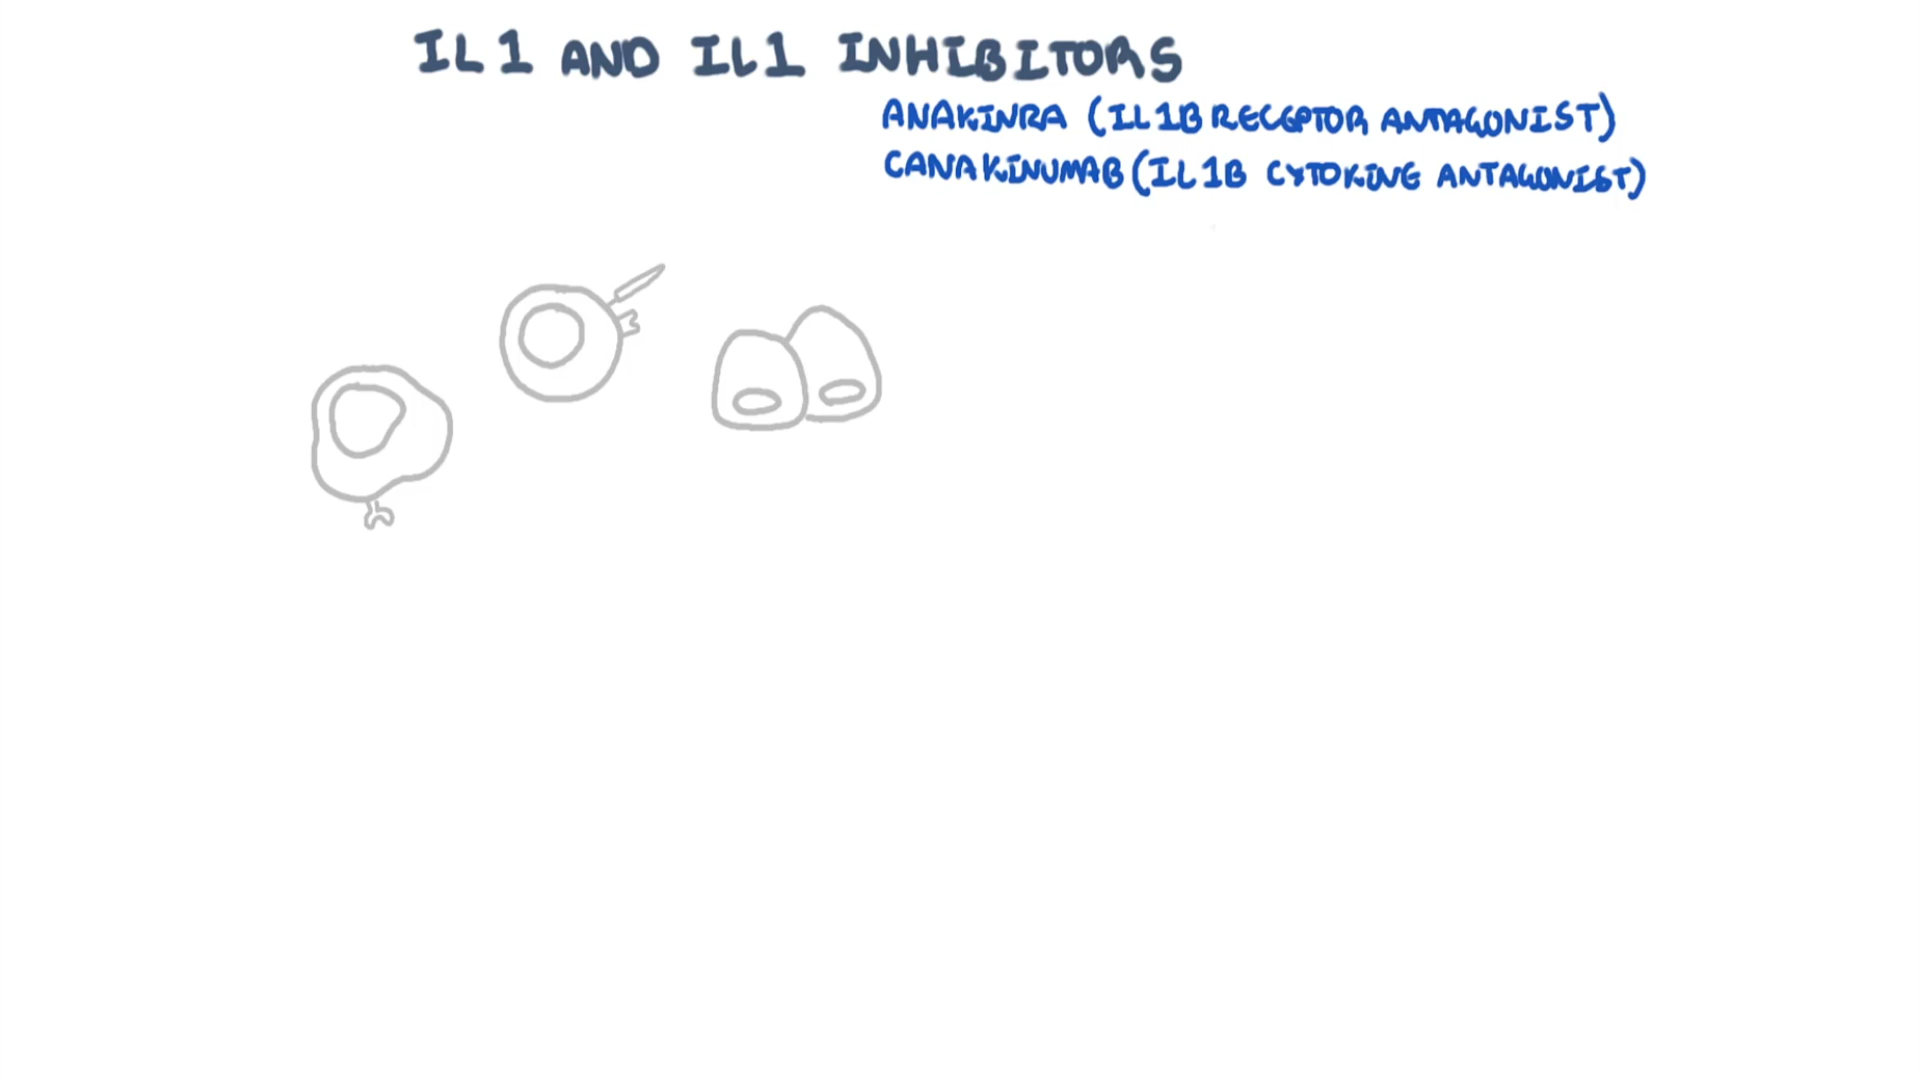 IL1 AND IL1 INHIBITORS
ANAKINRA (IL1B RECEPTOR ANTAGONIST)
CANAKINUMAB (IL1B CYTOKINE ANTAGONIST)